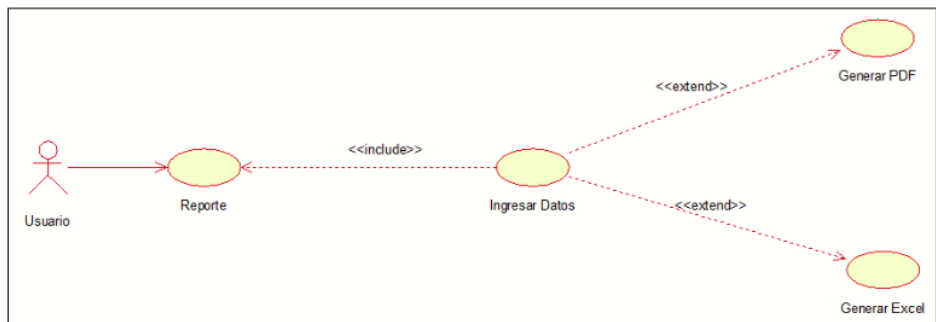 Generar PDF
<<extend>>
<<include>>
Usuario
Reporte
Ingresar Datos
<<extend>>
Generar Excel